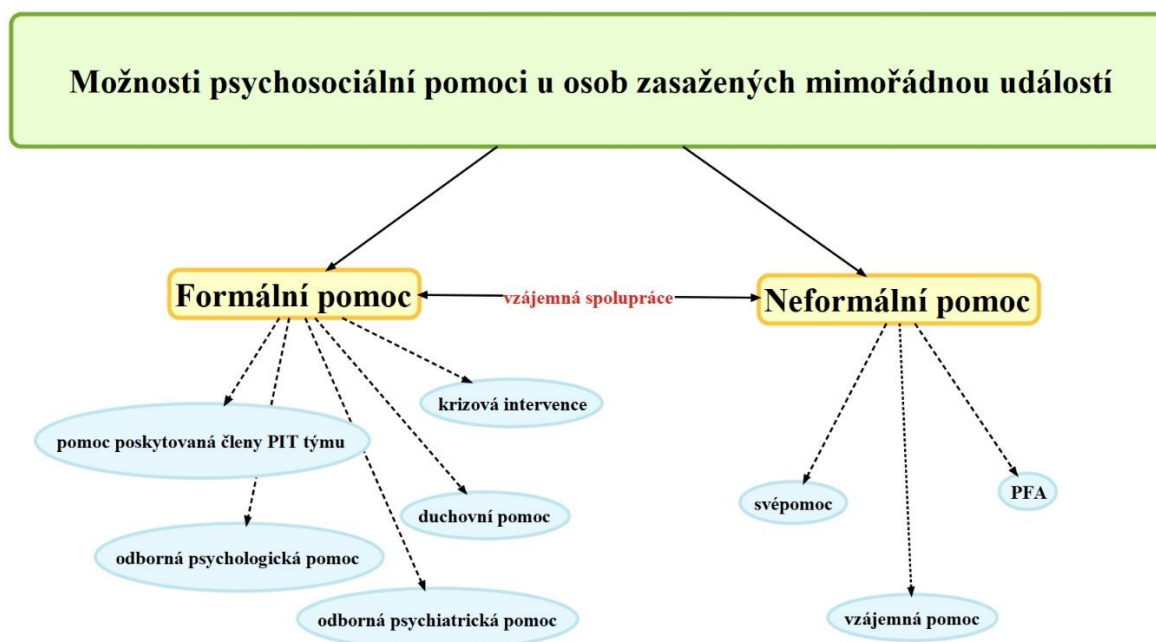 Možnosti psychosociální pomoci u osob zasažených mimořádnou událostí
Formální pomoc
vzájemná spolupráce
Neformální pomoc
krizová intervence
pomoc poskytovaná členy PIT týmu
duchovní pomoc
odborná psychologická pomoc
odborná psychiatrická pomoc
svépomoc
PFA
vzájemná pomoc